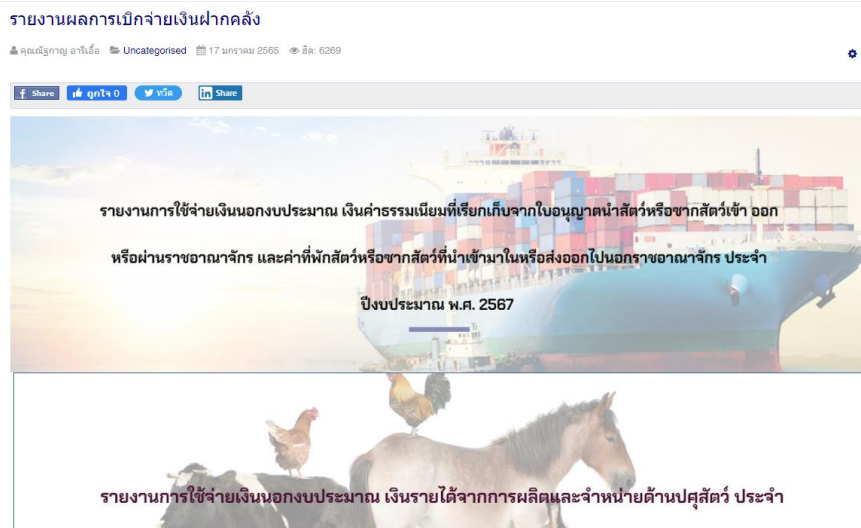 รายงานผลการเบิกจ่ายเงินฝากคลัง
คุณณัฐกาญ อารีเอื้อ Uncategorised 17 มกราคม 2565 ฮิต: 6269
Share ถูกใจ 0 ทวีต Share
รายงานการใช้จ่ายเงินนอกงบประมาณ เงินค่าธรรมเนียมที่เรียกเก็บจากใบอนุญาตนำสัตว์หรือซากสัตว์เข้า ออก
หรือผ่านราชอาณาจักร และค่าที่พักสัตว์หรือซากสัตว์ที่นำเข้ามาในหรือส่งออกไปนอกราชอาณาจักร ประจำ
ปีงบประมาณ พ.ศ. 2567
รายงานการใช้จ่ายเงินนอกงบประมาณ เงินรายได้จากการผลิตและจำหน่ายด้านปศุสัตว์ ประจำ